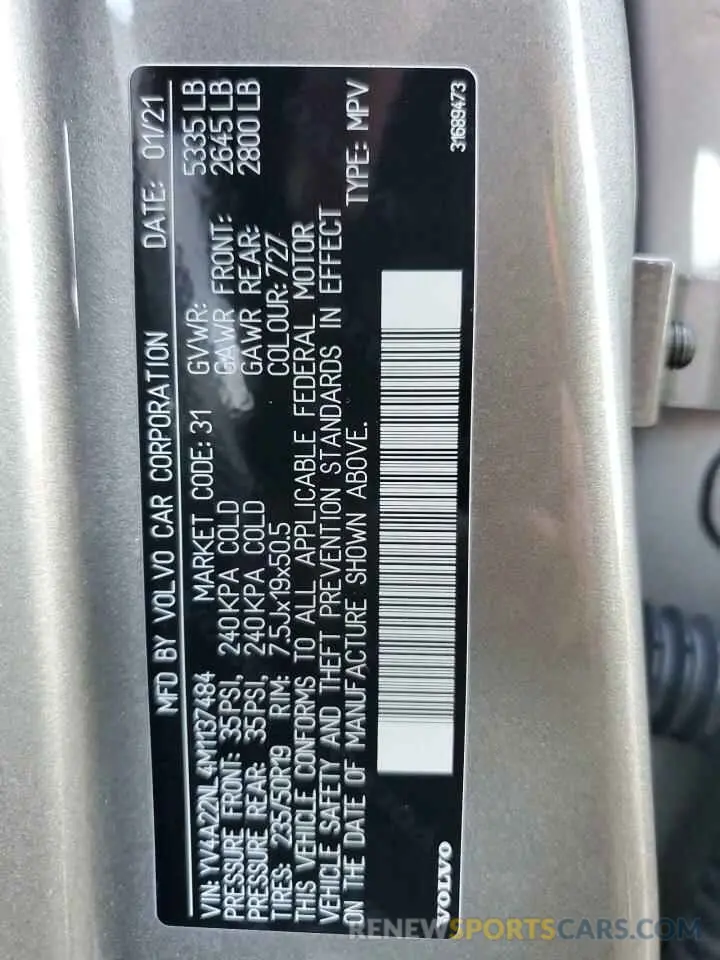 MFD BY VOLVO CAR CORPORATION DATE: 01/21
VIN: YV4A22NL4M1137484 MARKET CODE: 31 GVWR: 5335 LB
PRESSURE FRONT: 35PSI, 240KPA COLD GAWR FRONT: 2645 LB
PRESSURE REAR: 35PSI, 240KPA COLD GAWR REAR: 2800 LB
TIRES: 235/50R19 RIM: 7.5Jx19x50.5 COLOUR: 727
THIS VEHICLE CONFORMS TO ALL APPLICABLE FEDERAL MOTOR
VEHICLE SAFETY AND THEFT PREVENTION STANDARDS IN EFFECT
ON THE DATE OF MANUFACTURE SHOWN ABOVE. TYPE: MPV
VOLVO 31689473
RENEWSPORTSCARS.COM